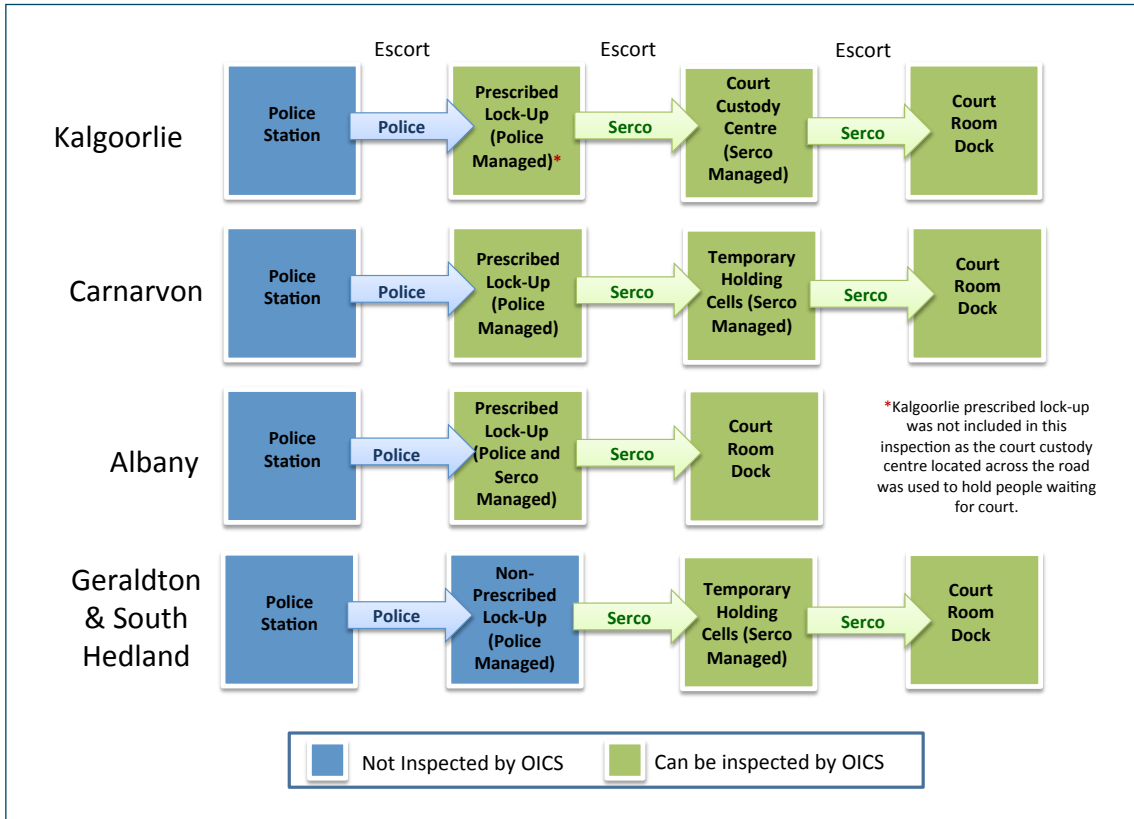 Escort Escort Escort
Kalgoorlie
Police
Station
Police
Prescribed
Lock-Up
(Police
Managed)*
Serco
Court
Custody
Centre
(Serco
Managed)
Serco
Court
Room
Dock
Carnarvon
Police
Station
Police
Prescribed
Lock-Up
(Police
Managed)
Serco
Temporary
Holding
Cells (Serco
Managed)
Serco
Court
Room
Dock
Albany
Police
Station
Police
Prescribed
Lock-Up
(Police and
Serco
Managed)
Serco
Court
Room
Dock
*Kalgoorlie prescribed lock-up
was not included in this
inspection as the court custody
centre located across the road
was used to hold people waiting
for court.
Geraldton
& South
Hedland
Police
Station
Police
Non-
Prescribed
Lock-Up
(Police
Managed)
Serco
Temporary
Holding
Cells (Serco
Managed)
Serco
Court
Room
Dock
Not Inspected by OICS
Can be inspected by OICS